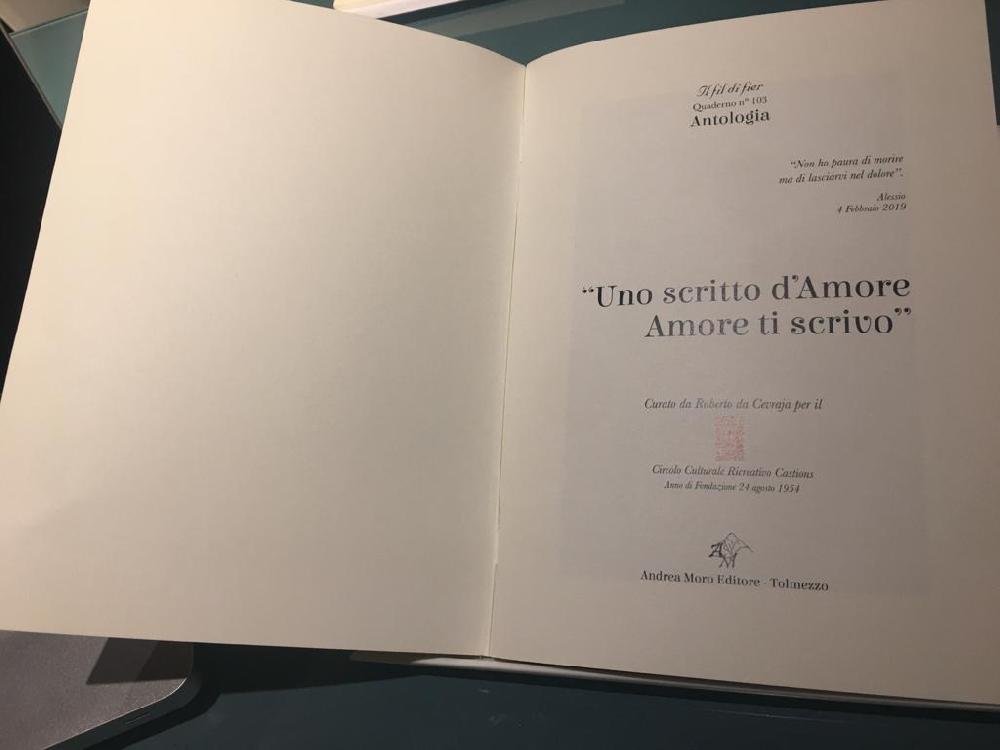 Il fil di fier
Quaderno n° 103
Antologia
“Non ho paura di morire
ma di lasciarvi nel dolore”.
Alessio
4 Febbraio 2019
“Uno scritto d’Amore
Amore ti scrivo”
Curato da Roberto da Cevraja per il
Circolo Culturale Ricreativo Castions
Anno di Fondazione 24 agosto 1954
Andrea Moro Editore - Tolmezzo